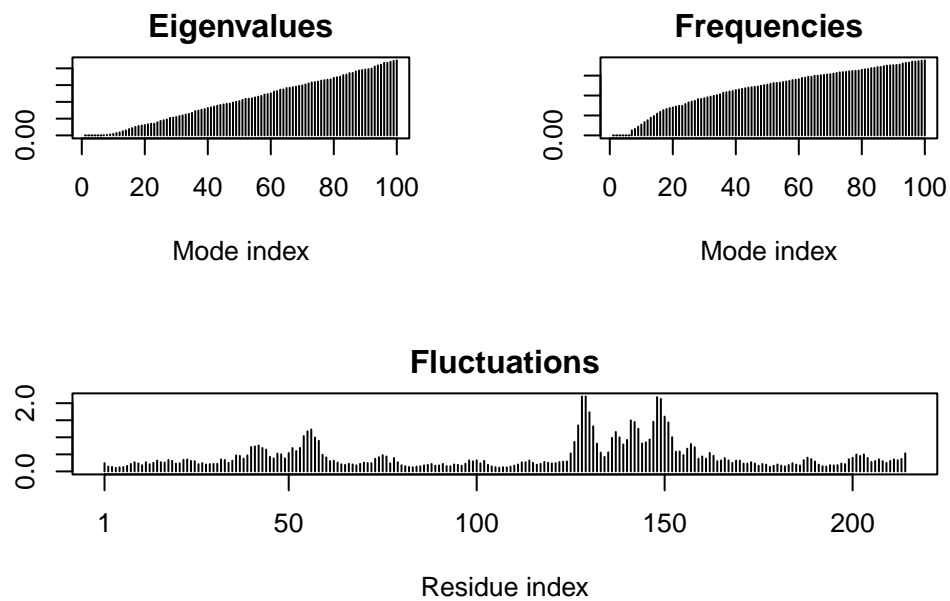 Eigenvalues
0.00
0 20 40 60 80 100
Mode index
Frequencies
0.00
0 20 40 60 80 100
Mode index
Fluctuations
2.0
0.0
1 50 100 150 200
Residue index